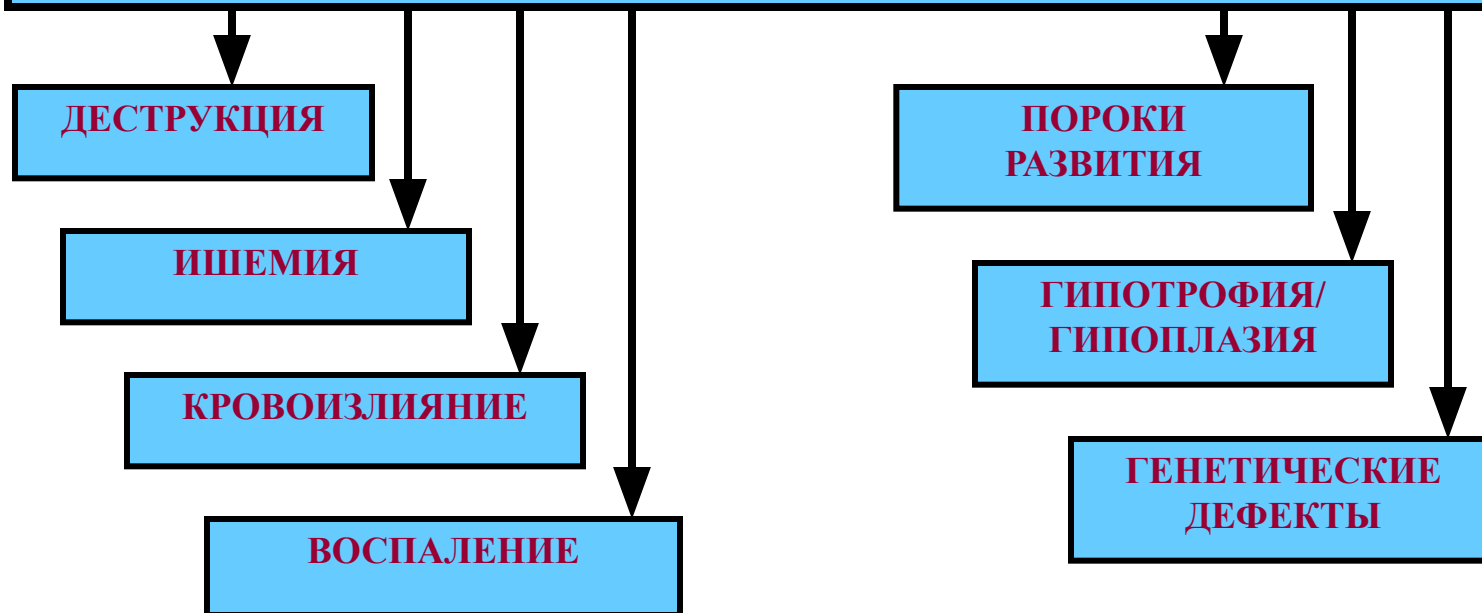 ДЕСТРУКЦИЯ
ИШЕМИЯ
КРОВОИЗЛИЯНИЕ
ВОСПАЛЕНИЕ
ПОРОКИ
РАЗВИТИЯ
ГИПОТРОФИЯ/
ГИПОПЛАЗИЯ
ГЕНЕТИЧЕСКИЕ
ДЕФЕКТЫ